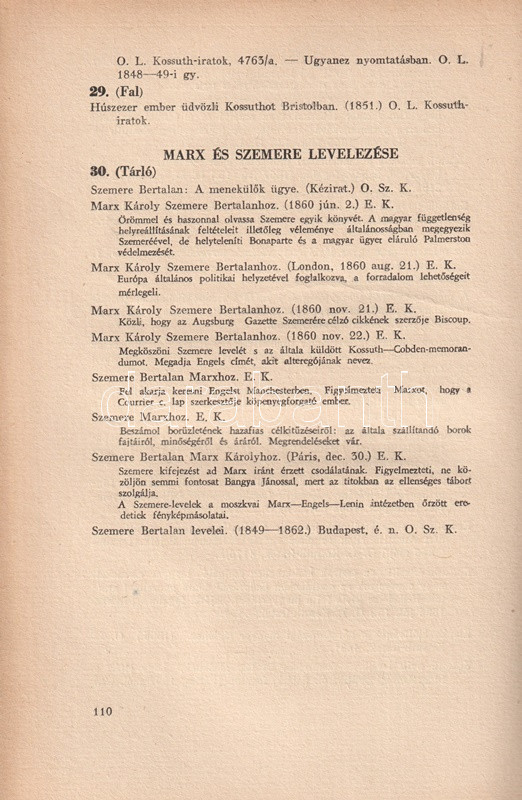 O. L. Kossuth-iratok, 4763/a. — Ugyanez nyomtatásban. O. L.
1848—49-i gy.
29. (Fal)
Húszezer ember üdvözli Kossuthot Bristolban. (1851.) O. L. Kossuth-
iratok.
MARX ÉS SZEMERE LEVELEZÉSE
30. (Tárló)
Szemere Bertalan: A menekülők ügye. (Kézirat.) O. Sz. K.
Marx Károly Szemere Bertalanhoz. (1860 jún. 2.) E. K.
Örömmel és haszonnal olvassa Szemere egyik könyvét. A magyar függetlenség
helyreállításának feltételeit illetőleg véleménye általánosságban megegyezik
Szemeréével, de helyteleníti Bonaparte és a magyar ügyet eláruló Palmerston
védelmezését.
Marx Károly Szemere Bertalanhoz. (London, 1860 aug. 21.) E. K.
Európa általános politikai helyzetével foglalkozva, a forradalom lehetőségeit
mérlegeli.
Marx Károly Szemere Bertalanhoz. (1860 nov. 21.) E. K.
Közli, hogy az Augsburg Gazette Szemerére célzó cikkének szerzője Biscoup.
Marx Károly Szemere Bertalanhoz. (1860 nov. 22.) E. K.
Megköszöni Szemere levelét s az általa küldött Kossuth—Cobden-memoran-
dumot. Megadja Engels címét, akit alteregójának nevez.
Szemere Bertalan Marxhoz. E. K.
Fel akarja keresni Engelst Manchesterben. Figyelmezteti Marxot, hogy a
Courrier c. lap szerkesztője köpenyegforgató ember.
Szemere Marxhoz. E. K.
Beszámol borüzletének hazafias célkitűzéseiről: az általa szállítandó borok
fajtáiról, minőségéről és áráról. Megrendeléseket vár.
Szemere Bertalan Marx Károlyhoz. (Páris, dec. 30.) E. K.
Szemere kifejezést ad Marx iránt érzett csodálatának. Figyelmezteti, ne kö-
zöljön semmi fontosat Bangya Jánossal, mert az titokban az ellenséges tábort
szolgálja.
A Szemere-levelek a moszkvai Marx—Engels—Lenin intézetben őrzött ere-
detiek fényképmásolatai.
Szemere Bertalan levelei. (1849—1862.) Budapest, é. n. O. Sz. K.
110